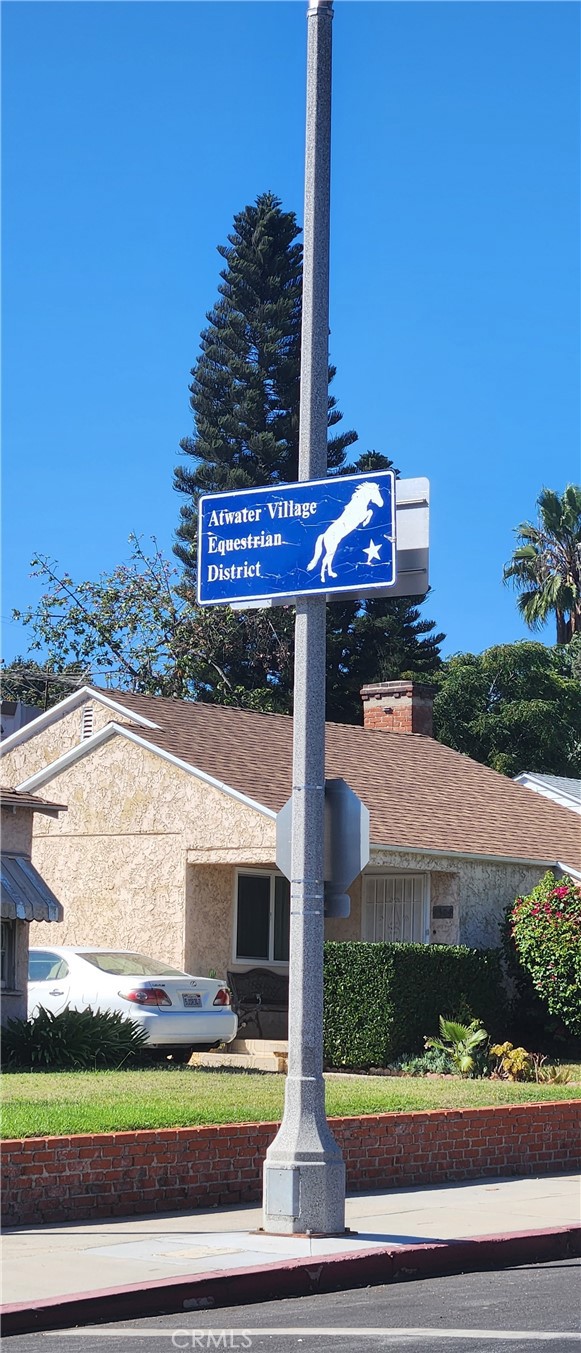 Atwater Village
Equestrian
District
CRMLS